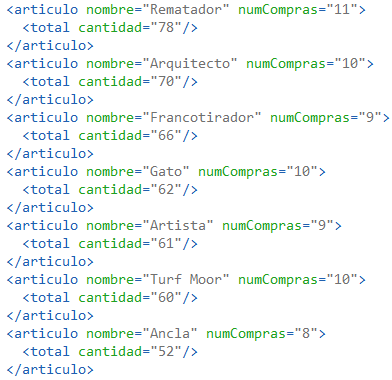 <articulo nombre="Rematador" numCompras="11">
  <total cantidad="78"/>
</articulo>
<articulo nombre="Arquitecto" numCompras="10">
  <total cantidad="70"/>
</articulo>
<articulo nombre="Francotirador" numCompras="9">
  <total cantidad="66"/>
</articulo>
<articulo nombre="Gato" numCompras="10">
  <total cantidad="62"/>
</articulo>
<articulo nombre="Artista" numCompras="9">
  <total cantidad="61"/>
</articulo>
<articulo nombre="Turf Moor" numCompras="10">
  <total cantidad="60"/>
</articulo>
<articulo nombre="Ancla" numCompras="8">
  <total cantidad="52"/>
</articulo>